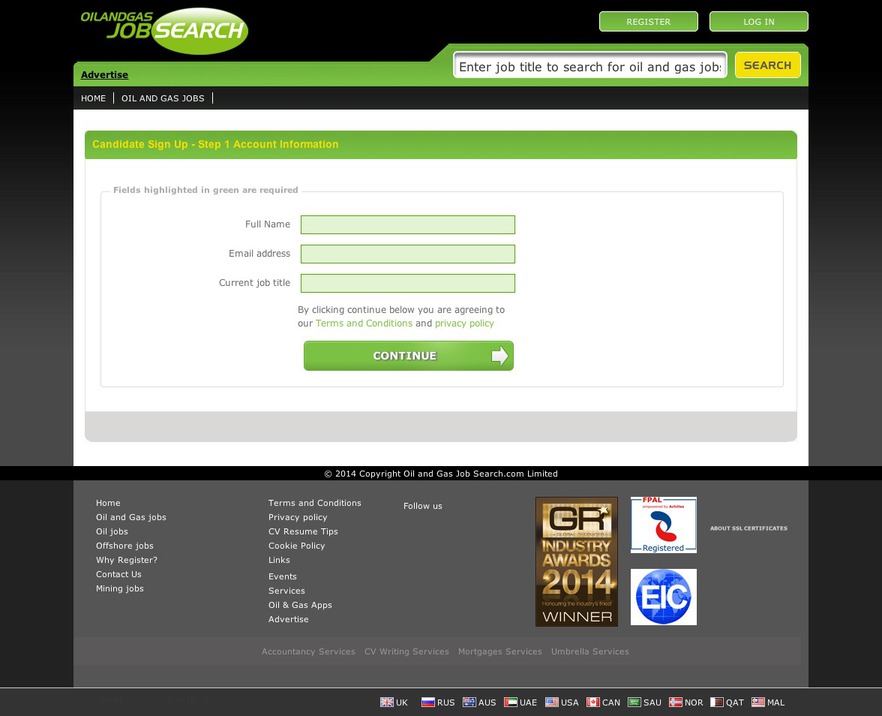 OILANDGAS
JOBSEARCH
REGISTER
LOG IN
Enter job title to search for oil and gas job
SEARCH
Advertise
HOME
OIL AND GAS JOBS
Candidate Sign Up - Step 1 Account Information
Fields highlighted in green are required
Full Name
Email address
Current job title
By clicking continue below you are agreeing to
our Terms and Conditions and privacy policy
CONTINUE
© 2014 Copyright Oil and Gas Job Search.com Limited
Home
Oil and Gas jobs
Oil jobs
Offshore jobs
Why Register?
Contact Us
Mining jobs
Terms and Conditions
Privacy policy
CV Resume Tips
Cookie Policy
Links
Events
Services
Oil & Gas Apps
Advertise
Follow us
GR
INDUSTRY
AWARDS
2014
Honouring the industry's finest
WINNER
FPAL
empowered by Achilles
Registered
EIC
ABOUT SSL CERTIFICATES
Accountancy Services CV Writing Services Mortgages Services Umbrella Services
UK RUS AUS UAE USA CAN SAU NOR QAT MAL